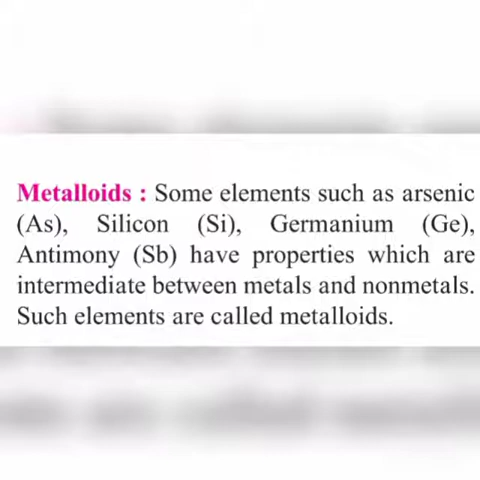 Metalloids : Some elements such as arsenic
(As), Silicon (Si), Germanium (Ge),
Antimony (Sb) have properties which are
intermediate between metals and nonmetals.
Such elements are called metalloids.